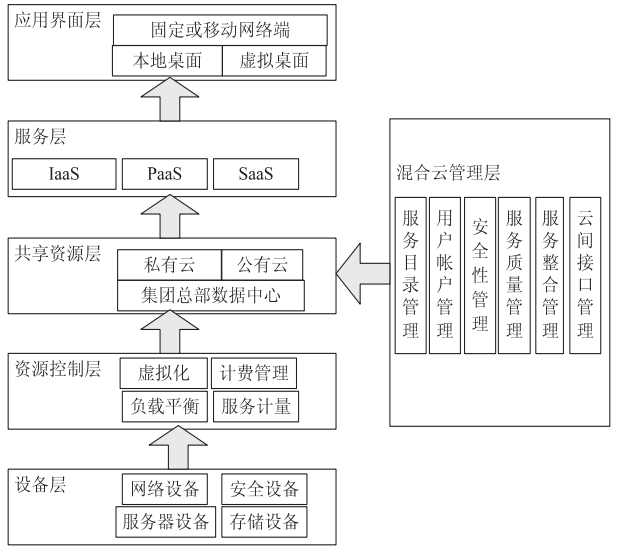 应用界面层
固定或移动网络端
本地桌面 虚拟桌面
服务层
IaaS PaaS SaaS
共享资源层
私有云 公有云
集团总部数据中心
资源控制层
虚拟化 计费管理
负载平衡 服务计量
设备层
网络设备 安全设备
服务器设备 存储设备
混合云管理层
服务目录管理
用户帐户管理
安全性管理
服务质量管理
服务整合管理
云间接口管理